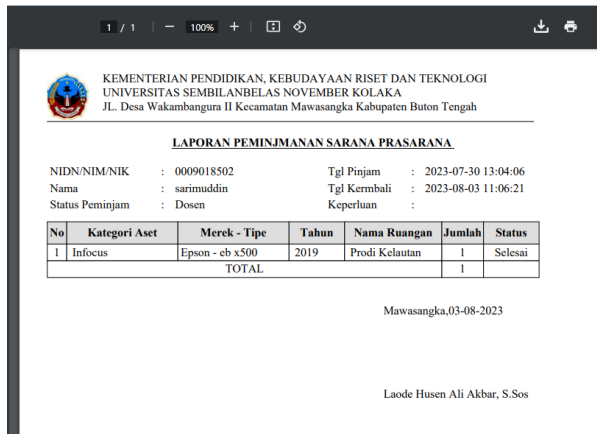 1 / 1 — 100% +
KEMENTERIAN PENDIDIKAN, KEBUDAYAAN RISET DAN TEKNOLOGI
UNIVERSITAS SEMBILANBELAS NOVEMBER KOLAKA
JL. Desa Wakambangura II Kecamatan Mawasangka Kabupaten Buton Tengah
LAPORAN PEMINJMANAN SARANA PRASARANA
NIDN/NIM/NIK : 0009018502 Tgl Pinjam : 2023-07-30 13:04:06
Nama : sarimuddin Tgl Kermbali : 2023-08-03 11:06:21
Status Peminjam : Dosen Keperluan :
No Kategori Aset Merek - Tipe Tahun Nama Ruangan Jumlah Status
1 Infocus Epson - eb x500 2019 Prodi Kelautan 1 Selesai
TOTAL 1
Mawasangka,03-08-2023
Laode Husen Ali Akbar, S.Sos